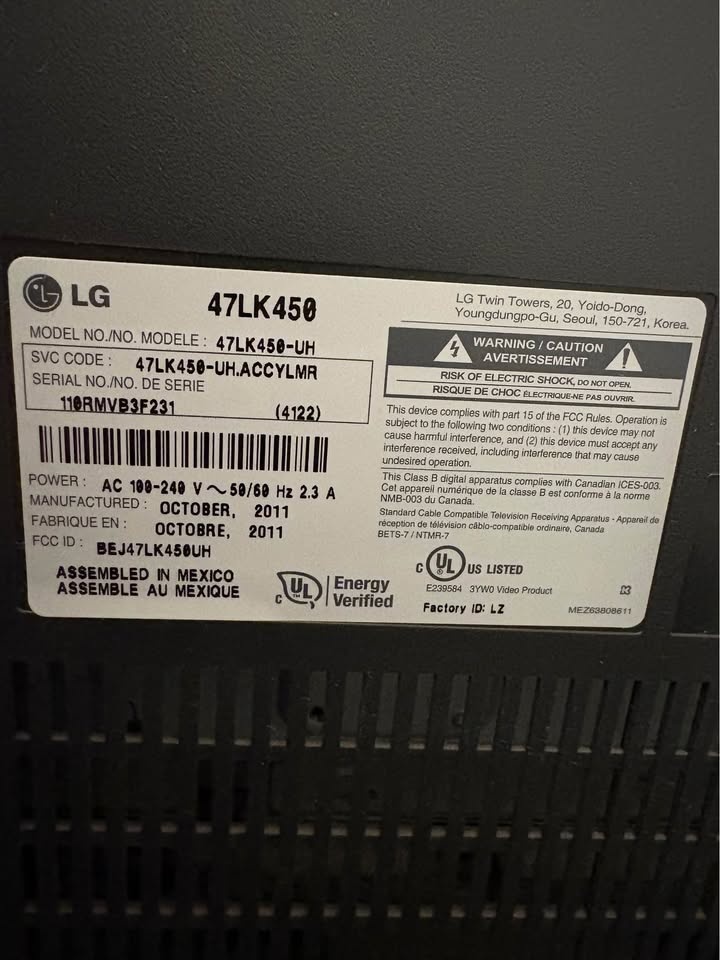 LG
47LK450
MODEL NO./NO. MODELE : 47LK450-UH
SVC CODE : 47LK450-UH.ACCYLMR
SERIAL NO./NO. DE SERIE
110RMVB3F231 (4122)
POWER : AC 100-240 V ~ 50/60 Hz 2.3 A
MANUFACTURED : OCTOBER, 2011
FABRIQUE EN : OCTOBRE, 2011
FCC ID : BEJ47LK450UH
ASSEMBLED IN MEXICO
ASSEMBLE AU MEXIQUE
C UL TM Energy
Verified
LG Twin Towers, 20, Yoido-Dong,
Youngdungpo-Gu, Seoul, 150-721, Korea.
WARNING / CAUTION
AVERTISSEMENT
RISK OF ELECTRIC SHOCK, DO NOT OPEN.
RISQUE DE CHOC ÉLECTRIQUE-NE PAS OUVRIR.
This device complies with part 15 of the FCC Rules. Operation is
subject to the following two conditions : (1) this device may not
cause harmful interference, and (2) this device must accept any
interference received, including interference that may cause
undesired operation.
This Class B digital apparatus complies with Canadian ICES-003.
Cet appareil numérique de la classe B est conforme à la norme
NMB-003 du Canada.
Standard Cable Compatible Television Receiving Apparatus - Appareil de
réception de télévision câblo-compatible ordinaire, Canada
BETS-7 / NTMR-7
C UL US LISTED
E239584 3YW0 Video Product
Factory ID: LZ
MEZ63808611